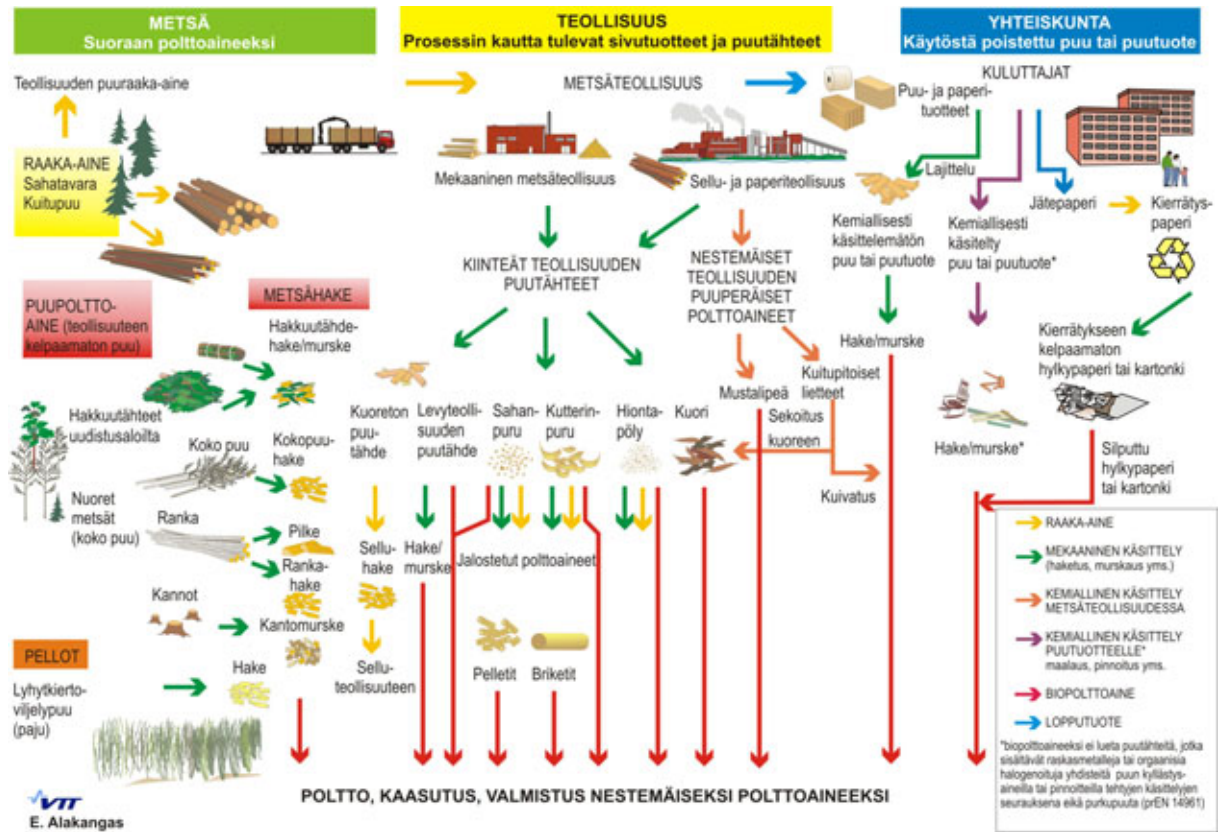 METSÄ
Suoraan polttoaineeksi
TEOLLISUUS
Prosessin kautta tulevat sivutuotteet ja puutähteet
YHTEISKUNTA
Käytöstä poistettu puu tai puutuote
Teollisuuden puuraaka-aine
RAAKA-AINE
Sahatavara
Kuitupuu
PUUPOLTTO-
AINE (teollisuuteen
kelpaamaton puu)
METSÄHAKE
Hakkuutähde-
hake/murske
Hakkuutähteet
uudistusaloilta
Koko puu
Kokopuu-
hake
Nuoret
metsät
(koko puu)
Ranka
Pilke
Ranka-
hake
Kannot
Kantomurske
PELLOT
Hake
Lyhytkierto-
viljelypuu
(paju)
METSÄTEOLLISUUS
Puu- ja paperi-
tuotteet
Mekaaninen metsäteollisuus
Sellu- ja paperiteollisuus
KIINTEÄT TEOLLISUUDEN
PUUTÄHTEET
NESTEMÄISET
TEOLLISUUDEN
PUUPERÄISET
POLTTOAINEET
Kuoreton
puu-
tähde
Levyteolli-
suuden
puutähde
Sahan-
puru
Kutterin-
puru
Hionta-
pöly
Kuori
Mustalipeä
Kuitupitoiset
lietteet
Sekoitus
kuoreen
Kuivatus
Sellu-
hake
Hake/
murske
Jalostetut polttoaineet
Sellu-
teollisuuteen
Pelletit
Briketit
KULUTTAJAT
Lajittelu
Kemiallisesti
käsittelemätön
puu tai puutuote
Hake/murske
Kemiallisesti
käsitelty
puu tai puutuote*
Hake/murske*
Jätepaperi
Kierrätys-
paperi
Kierrätykseen
kelpaamaton
hylkypaperi tai kartonki
Silputtu
hylkypaperi
tai kartonki
RAAKA-AINE
MEKAANINEN KÄSITTELY
(haketus, murskaus yms.)
KEMIALLINEN KÄSITTELY
METSÄTEOLLISUUDESSA
KEMIALLINEN KÄSITTELY
PUUTUOTTEELLE*
maalaus, pinnoitus yms.
BIOPOLTTOAINE
LOPPUTUOTE
*biopolttoaineeksi ei lueta puutähteitä, jotka
sisältävät raskasmetalleja tai orgaanisia
halogenoituja yhdisteitä puun kyllästys-
aineilla tai pinnoitteilla tehtyjen käsittelyjen
seurauksena eikä purkupuuta (prEN 14961)
POLTTO, KAASUTUS, VALMISTUS NESTEMÄISEKSI POLTTOAINEEKSI
VTT
E. Alakangas